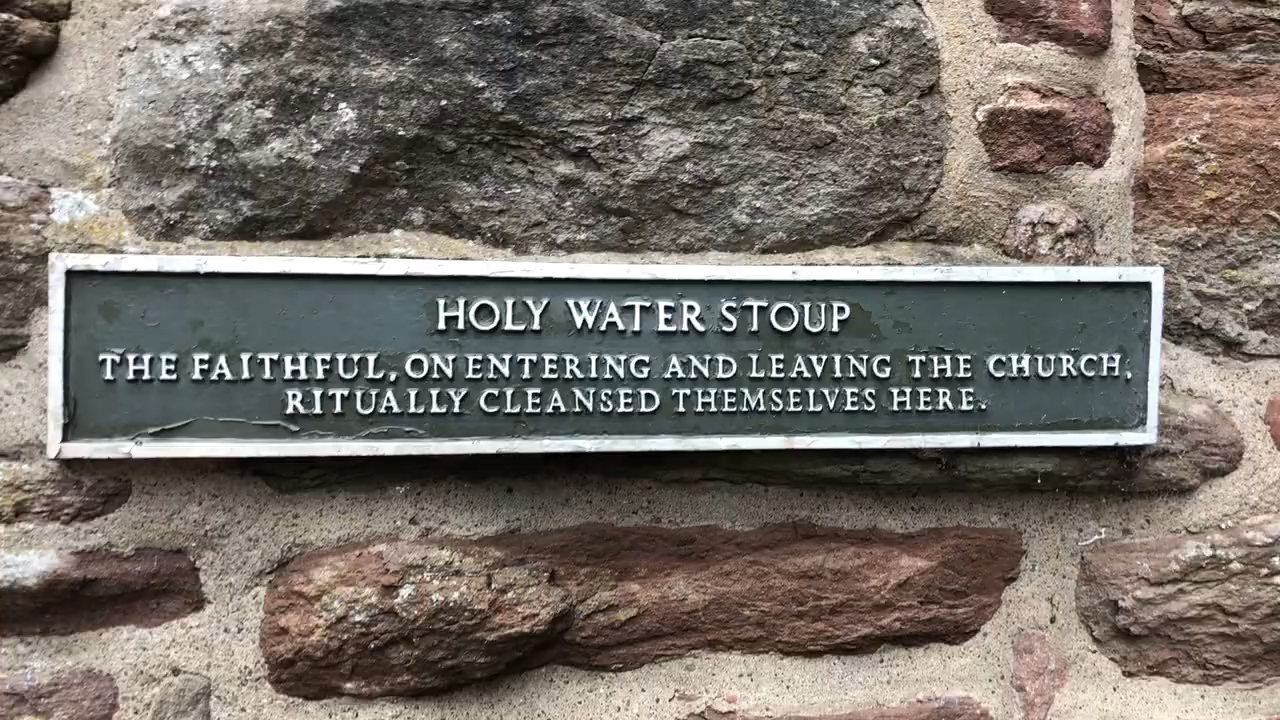 HOLY WATER STOUP
THE FAITHFUL, ON ENTERING AND LEAVING THE CHURCH,
RITUALLY CLEANSED THEMSELVES HERE.